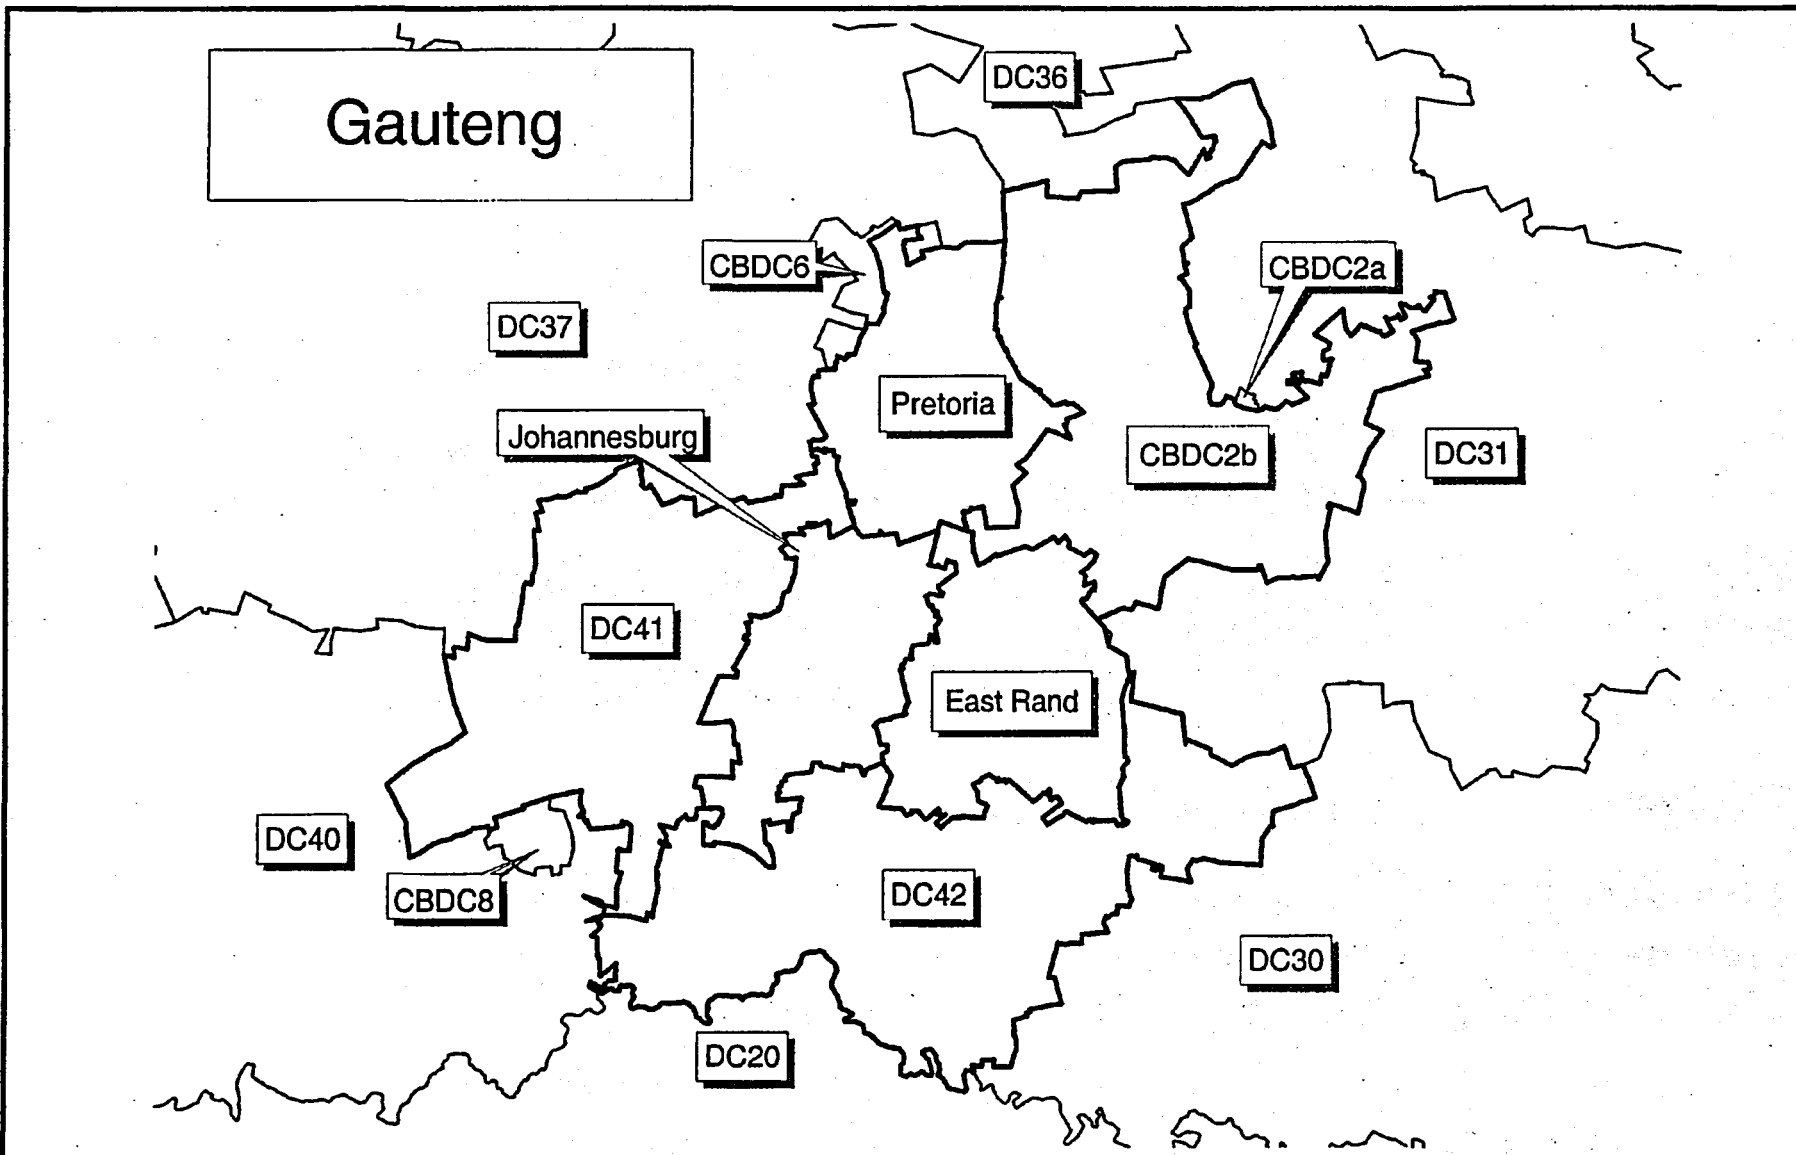 Gauteng
DC36
CBDC6
CBDC2a
DC37
Pretoria
Johannesburg
CBDC2b
DC31
DC41
East Rand
DC40
CBDC8
DC42
DC30
DC20